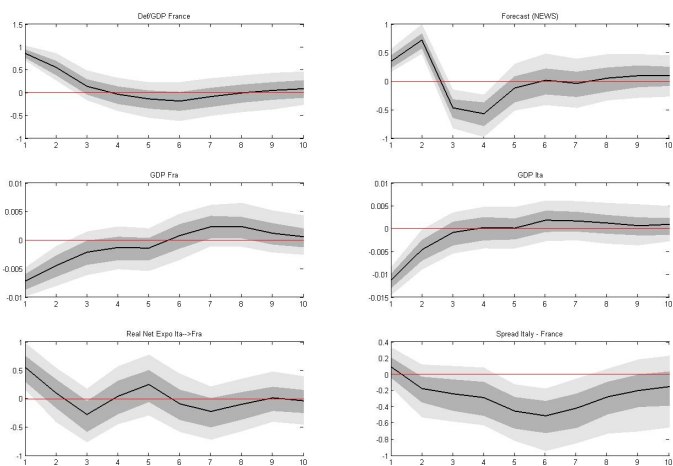 Def/GDP France
1.5
1
0.5
0
-0.5
-1
1 2 3 4 5 6 7 8 9 10
Forecast (NEWS)
1
0.5
0
-0.5
-1
1 2 3 4 5 6 7 8 9 10
GDP Fra
0.01
0.005
0
-0.005
-0.01
1 2 3 4 5 6 7 8 9 10
GDP Ita
0.01
0.005
0
-0.005
-0.01
-0.015
1 2 3 4 5 6 7 8 9 10
Real Net Expo Ita-->Fra
1
0.5
0
-0.5
-1
1 2 3 4 5 6 7 8 9 10
Spread Italy - France
0.4
0.2
0
-0.2
-0.4
-0.6
-0.8
-1
1 2 3 4 5 6 7 8 9 10